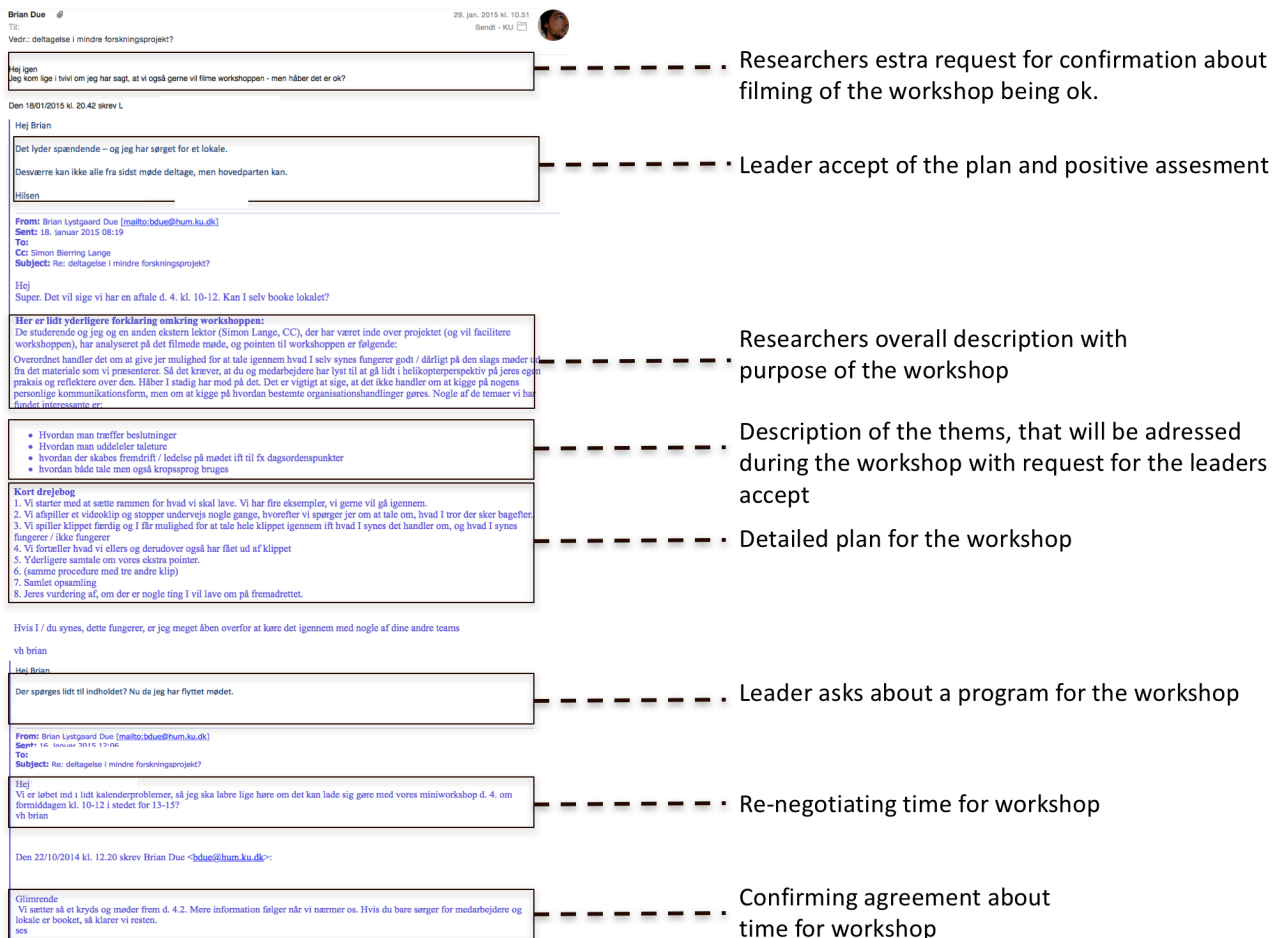 Brian Due
29. jan. 2015 kl. 10.51
Til:
Sendt - KU
Vedr.: deltagelse i mindre forskningsprojekt?
Hej igen
Jeg kom lige i tvivl om jeg har sagt, at vi også gerne vil filme workshoppen - men håber det er ok?
Researchers estra request for confirmation about
filming of the workshop being ok.
Den 18/01/2015 kl. 20.42 skrev L
Hej Brian
Det lyder spændende – og jeg har sørget for et lokale.
Desværre kan ikke alle fra sidst møde deltage, men hovedparten kan.
Hilsen
Leader accept of the plan and positive assesment
From: Brian Lystgaard Due [mailto:bdue@hum.ku.dk]
Sent: 18. januar 2015 08:19
To:
Cc: Simon Bierring Lange
Subject: Re: deltagelse i mindre forskningsprojekt?
Hej
Super. Det vil sige vi har en aftale d. 4. kl. 10-12. Kan I selv booke lokalet?
Her er lidt yderligere forklaring omkring workshoppen:
De studerende og jeg og en anden ekstern lektor (Simon Lange, CC), der har været inde over projektet (og vil facilitere
workshoppen), har analyseret på det filmede møde, og pointen til workshoppen er følgende:
Overordnet handler det om at give jer mulighed for at tale igennem hvad I selv synes fungerer godt / dårligt på den slags møder ud
fra det materiale som vi præsenterer. Så det kræver, at du og medarbejdere har lyst til at gå lidt i helikopterperspektiv på jeres egen
praksis og reflektere over den. Håber I stadig har mod på det. Det er vigtigt at sige, at det ikke handler om at kigge på nogens
personlige kommunikationsform, men om at kigge på hvordan bestemte organisationshandlinger gøres. Nogle af de temaer vi har
fundet interessante er:
Researchers overall description with
purpose of the workshop
• Hvordan man træffer beslutninger
• Hvordan man uddeleler taleture
• hvordan der skabes fremdrift / ledelse på mødet ift til fx dagsordenspunkter
• hvordan både tale men også kropssprog bruges
Description of the thems, that will be adressed
during the workshop with request for the leaders
accept
Kort drejebog
1. Vi starter med at sætte rammen for hvad vi skal lave. Vi har fire eksempler, vi gerne vil gå igennem.
2. Vi afspiller et videoklip og stopper undervejs nogle gange, hvorefter vi spørger jer om at tale om, hvad I tror der sker bagefter.
3. Vi spiller klippet færdig og I får mulighed for at tale hele klippet igennem ift hvad I synes det handler om, og hvad I synes
fungerer / ikke fungerer
4. Vi fortæller hvad vi ellers og derudover også har fået ud af klippet
5. Yderligere samtale om vores ekstra pointer.
6. (samme procedure med tre andre klip)
7. Samlet opsamling
8. Jeres vurdering af, om der er nogle ting I vil lave om på fremadrettet.
Detailed plan for the workshop
Hvis I / du synes, dette fungerer, er jeg meget åben overfor at køre det igennem med nogle af dine andre teams
vh brian
Hej Brian
Der spørges lidt til indholdet? Nu da jeg har flyttet mødet.
Leader asks about a program for the workshop
From: Brian Lystgaard Due [mailto:bdue@hum.ku.dk]
Sent: 16. januar 2015 12:06
To:
Subject: Re: deltagelse i mindre forskningsprojekt?
Hej
Vi er løbet ind i lidt kalenderproblemer, så jeg ska labre lige høre om det kan lade sig gøre med vores miniworkshop d. 4. om
formiddagen kl. 10-12 i stedet for 13-15?
vh brian
Re-negotiating time for workshop
Den 22/10/2014 kl. 12.20 skrev Brian Due <bdue@hum.ku.dk>:
Glimrende
Vi sætter så et kryds og møder frem d. 4.2. Mere information følger når vi nærmer os. Hvis du bare sørger for medarbejdere og
lokale er booket, så klarer vi resten.
ses
Confirming agreement about
time for workshop